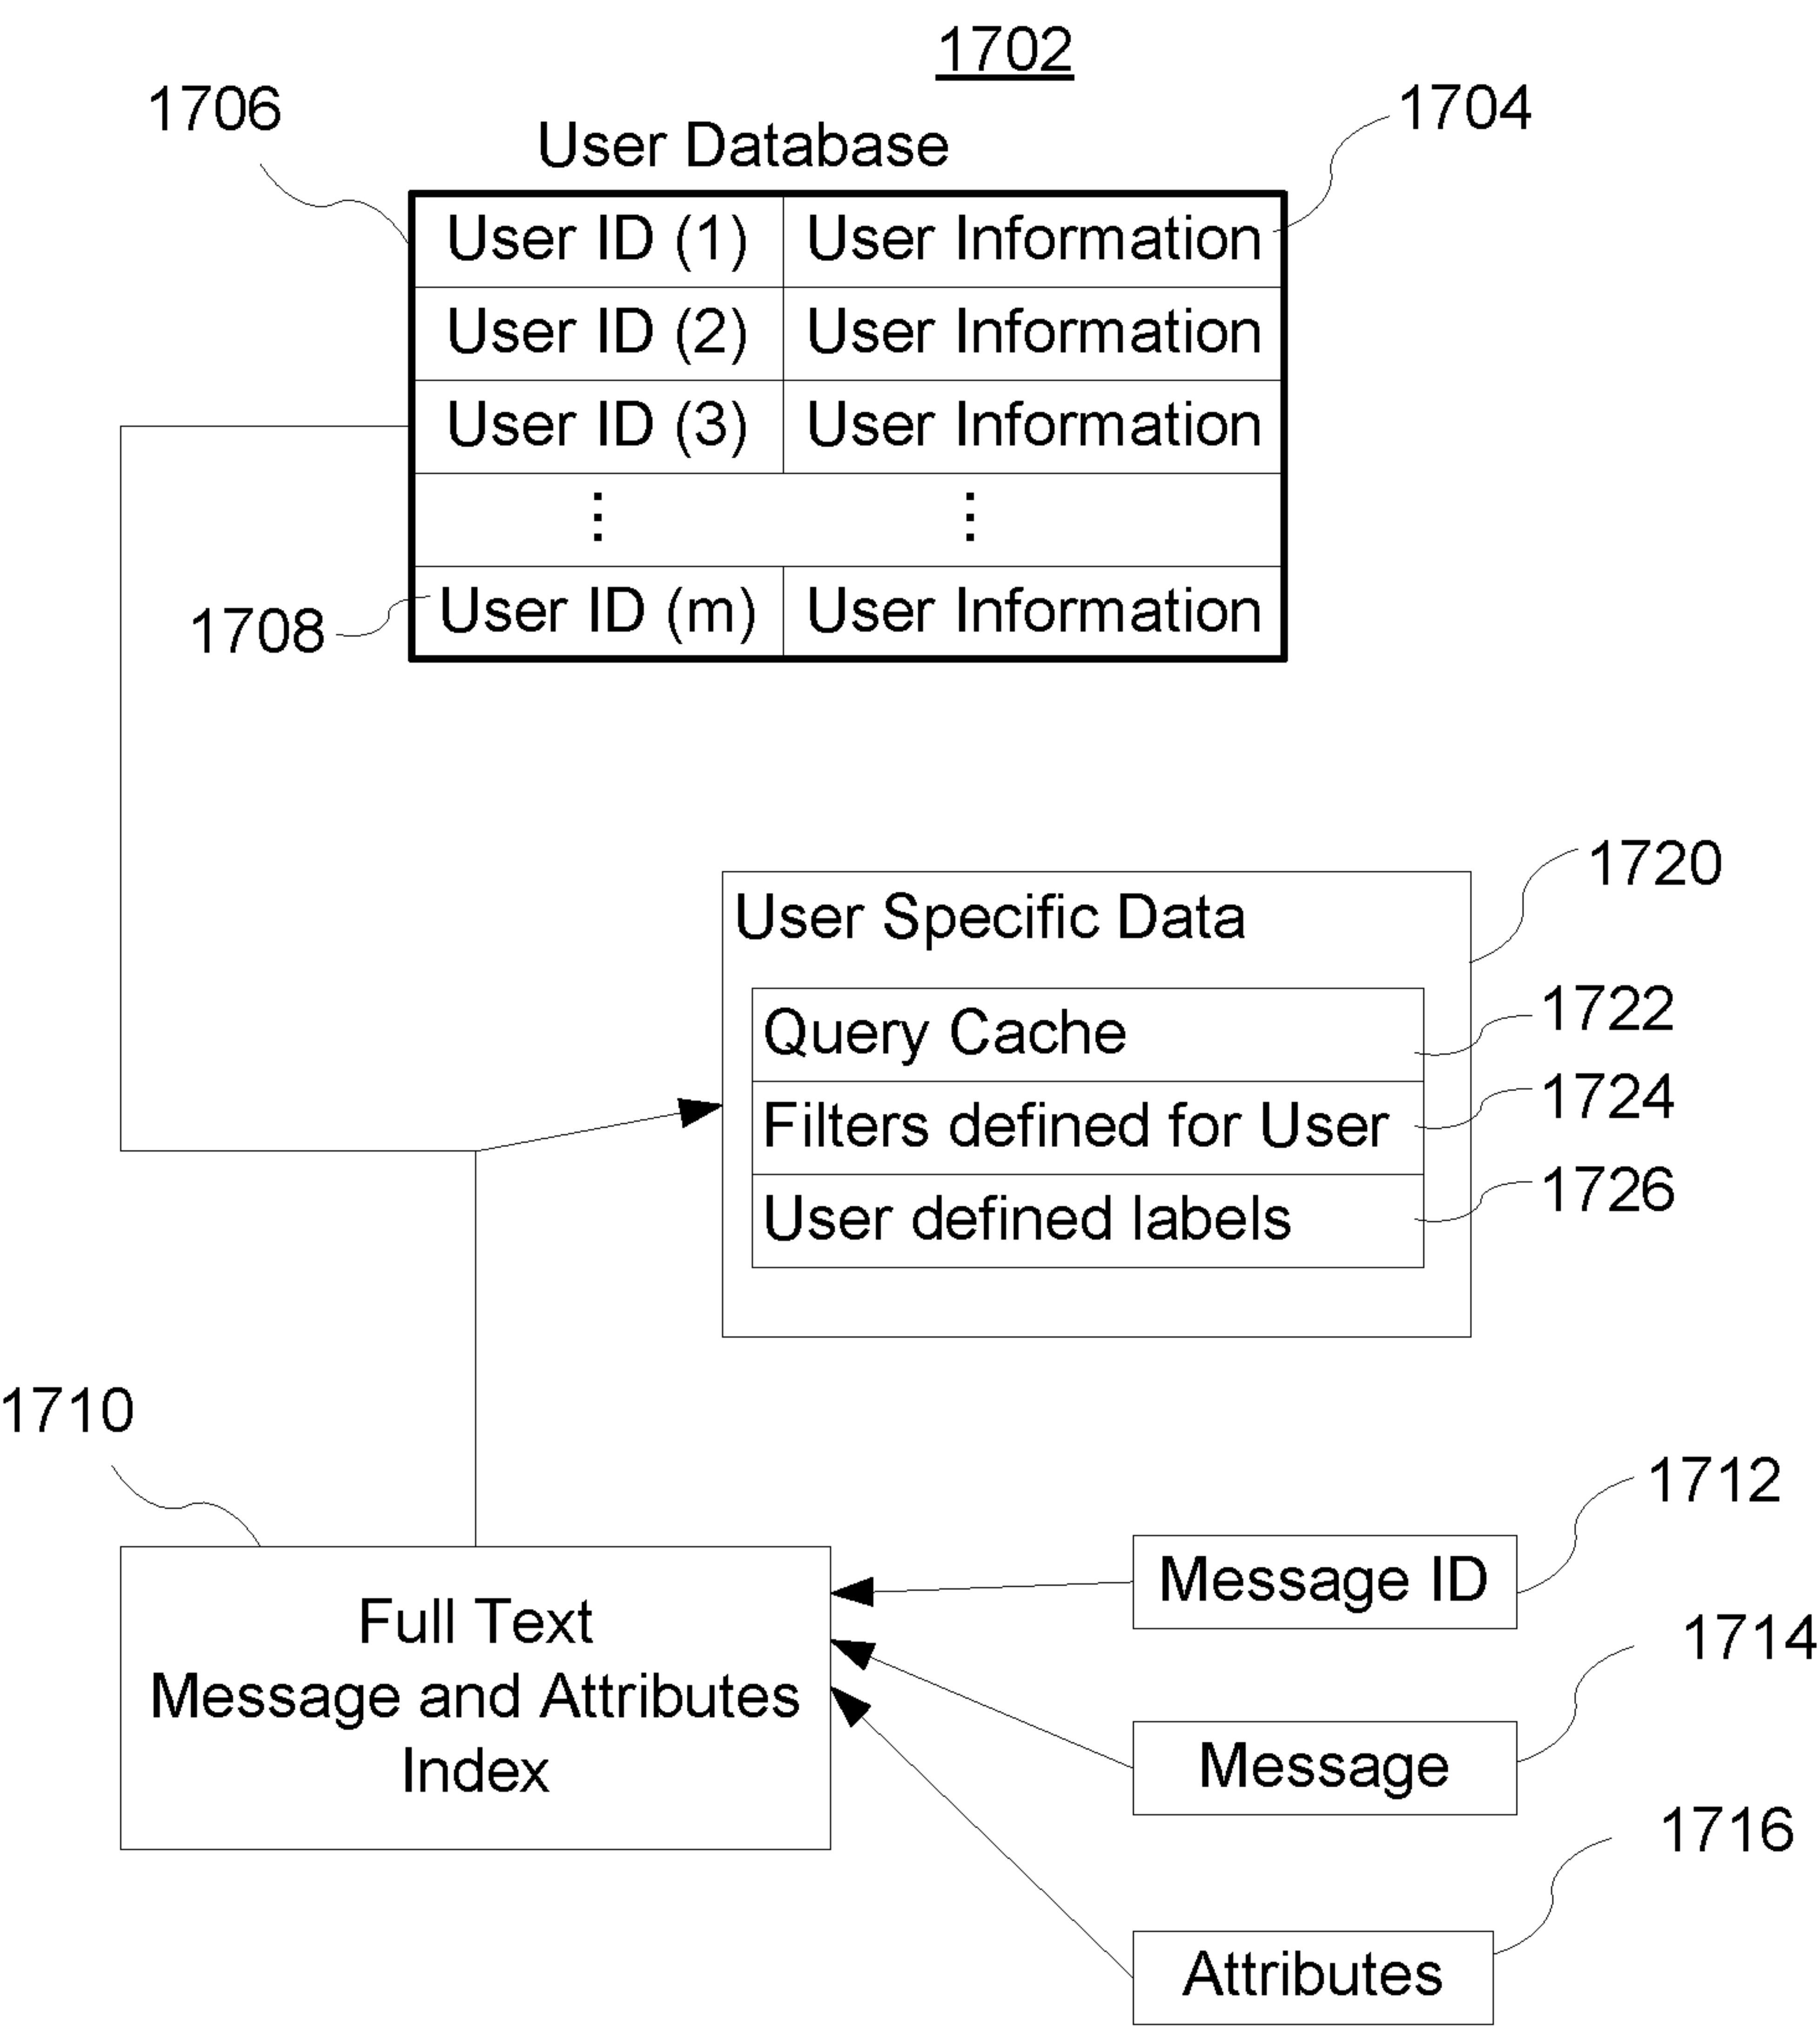 1702
1706
1704
User Database
User ID (1) User Information
User ID (2) User Information
User ID (3) User Information
⋮ ⋮
1708
User ID (m) User Information
1720
User Specific Data
1722
Query Cache
1724
Filters defined for User
1726
User defined labels
1710
Full Text
Message and Attributes
Index
1712
Message ID
1714
Message
1716
Attributes